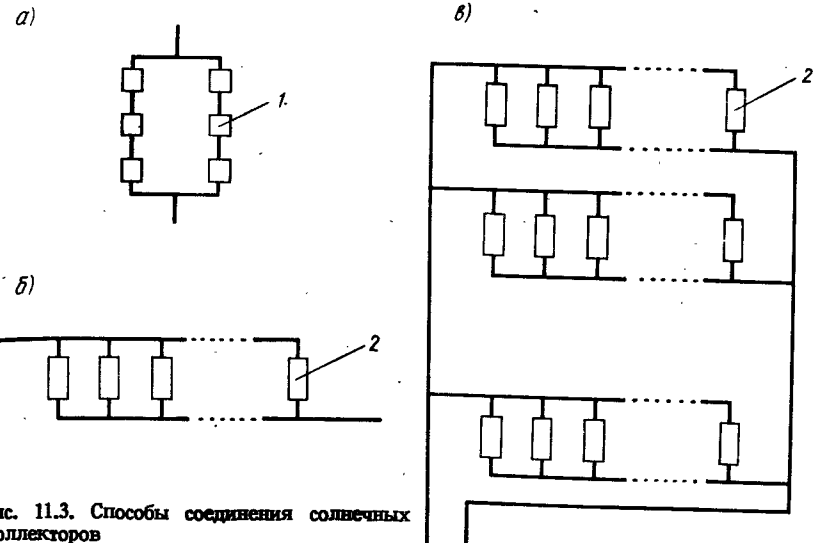 а)
1.
б)
2
в)
2
ис. 11.3. Способы соединения солнечных
оллекторов